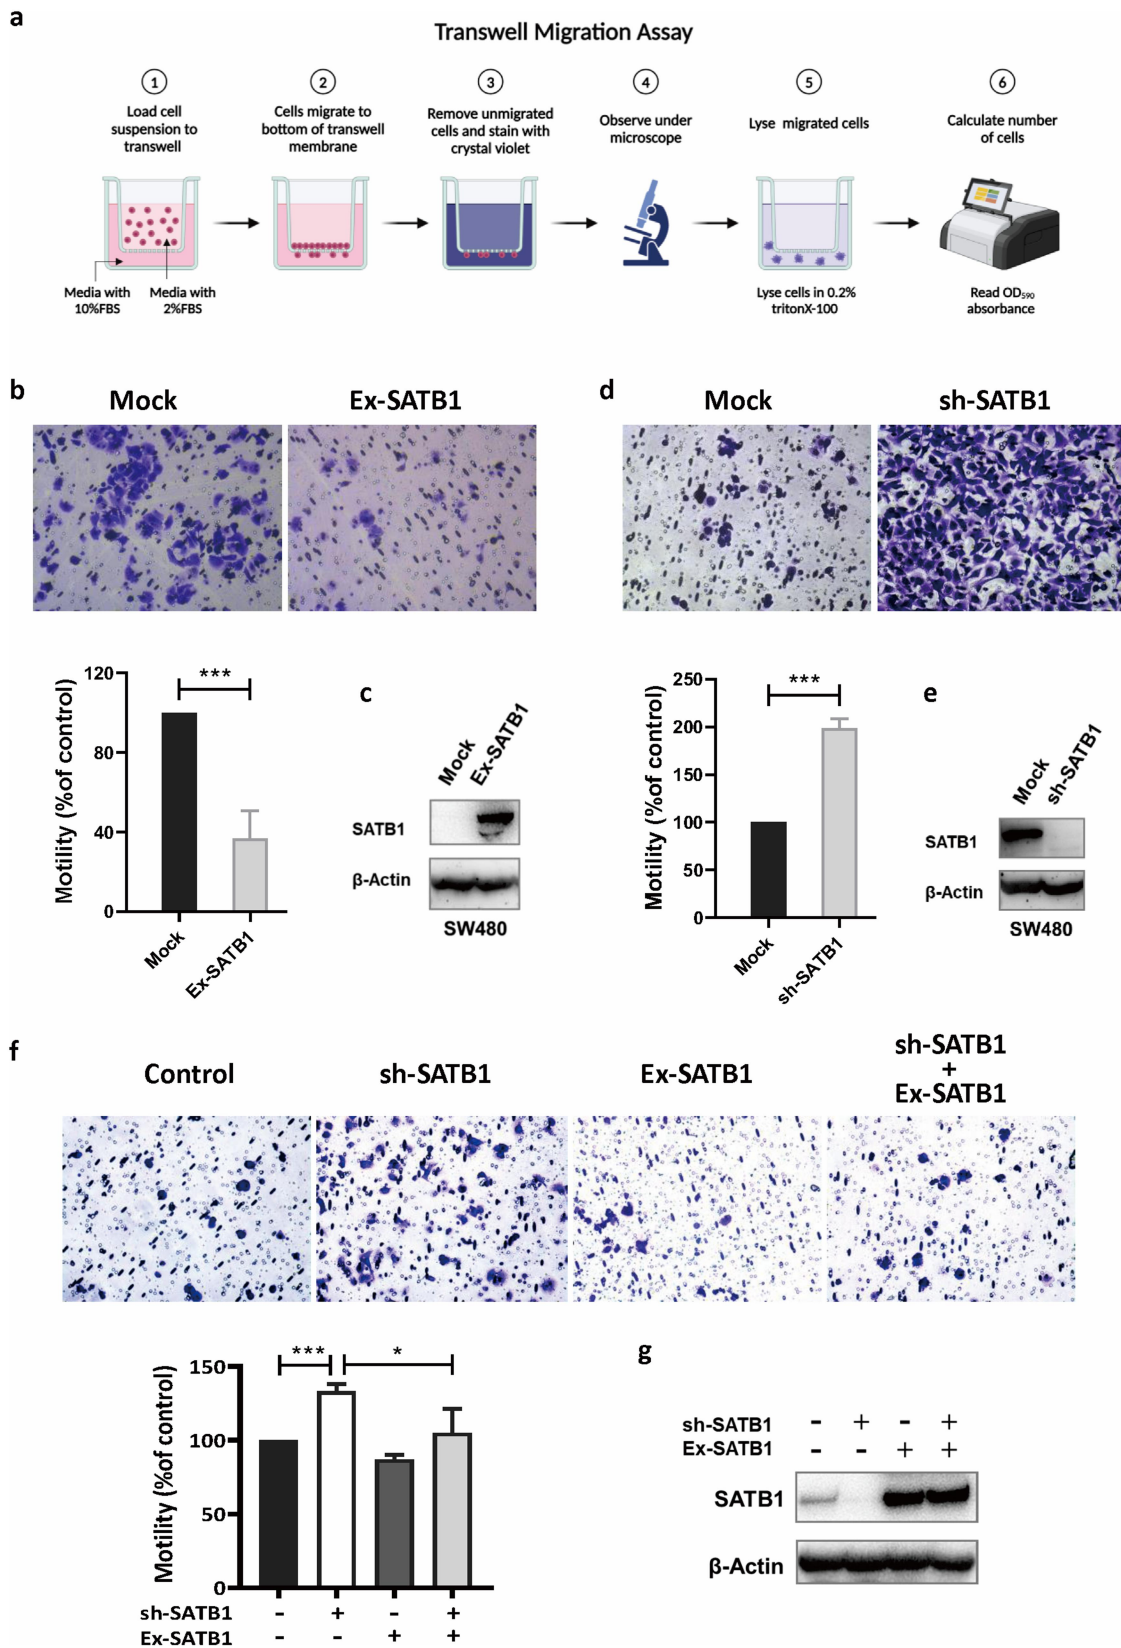 a
Transwell Migration Assay
1
Load cell
suspension to
transwell
2
Cells migrate to
bottom of transwell
membrane
3
Remove unmigrated
cells and stain with
crystal violet
4
Observe under
microscope
5
Lyse migrated cells
6
Calculate number
of cells
Media with
10%FBS
Media with
2%FBS
Lyse cells in 0.2%
tritonX-100
Read OD590
absorbance
b
Mock
Ex-SATB1
Motility (%of control)
120
80
40
0
***
Mock
Ex-SATB1
c
Mock
Ex-SATB1
SATB1
β-Actin
SW480
d
Mock
sh-SATB1
Motility (%of control)
250
200
150
100
50
0
***
Mock
sh-SATB1
e
Mock
sh-SATB1
SATB1
β-Actin
SW480
f
Control
sh-SATB1
Ex-SATB1
sh-SATB1
+
Ex-SATB1
Motility (%of control)
150
100
50
0
***
*
sh-SATB1 - + - +
Ex-SATB1 - - + +
g
sh-SATB1 - + - +
Ex-SATB1 - - + +
SATB1
β-Actin